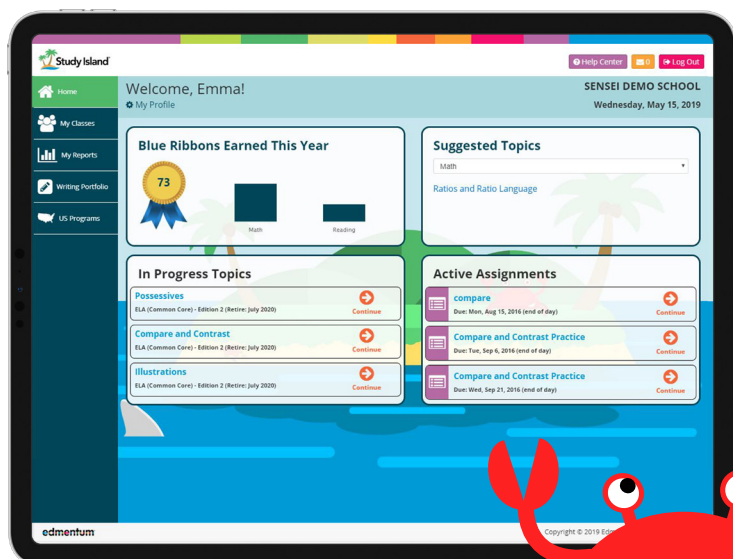 Study Island
Help Center
0
Log Out
Home
My Classes
My Reports
Writing Portfolio
US Programs
Welcome, Emma!
My Profile
SENSEI DEMO SCHOOL
Wednesday, May 15, 2019
Blue Ribbons Earned This Year
73
Math
Reading
Suggested Topics
Math
Ratios and Ratio Language
In Progress Topics
Possessives
ELA (Common Core) - Edition 2 (Retire: July 2020)
Continue
Compare and Contrast
ELA (Common Core) - Edition 2 (Retire: July 2020)
Continue
Illustrations
ELA (Common Core) - Edition 2 (Retire: July 2020)
Continue
Active Assignments
compare
Due: Mon, Aug 15, 2016 (end of day)
Continue
Compare and Contrast Practice
Due: Tue, Sep 6, 2016 (end of day)
Continue
Compare and Contrast Practice
Due: Wed, Sep 21, 2016 (end of day)
Continue
edmentum
Copyright © 2019